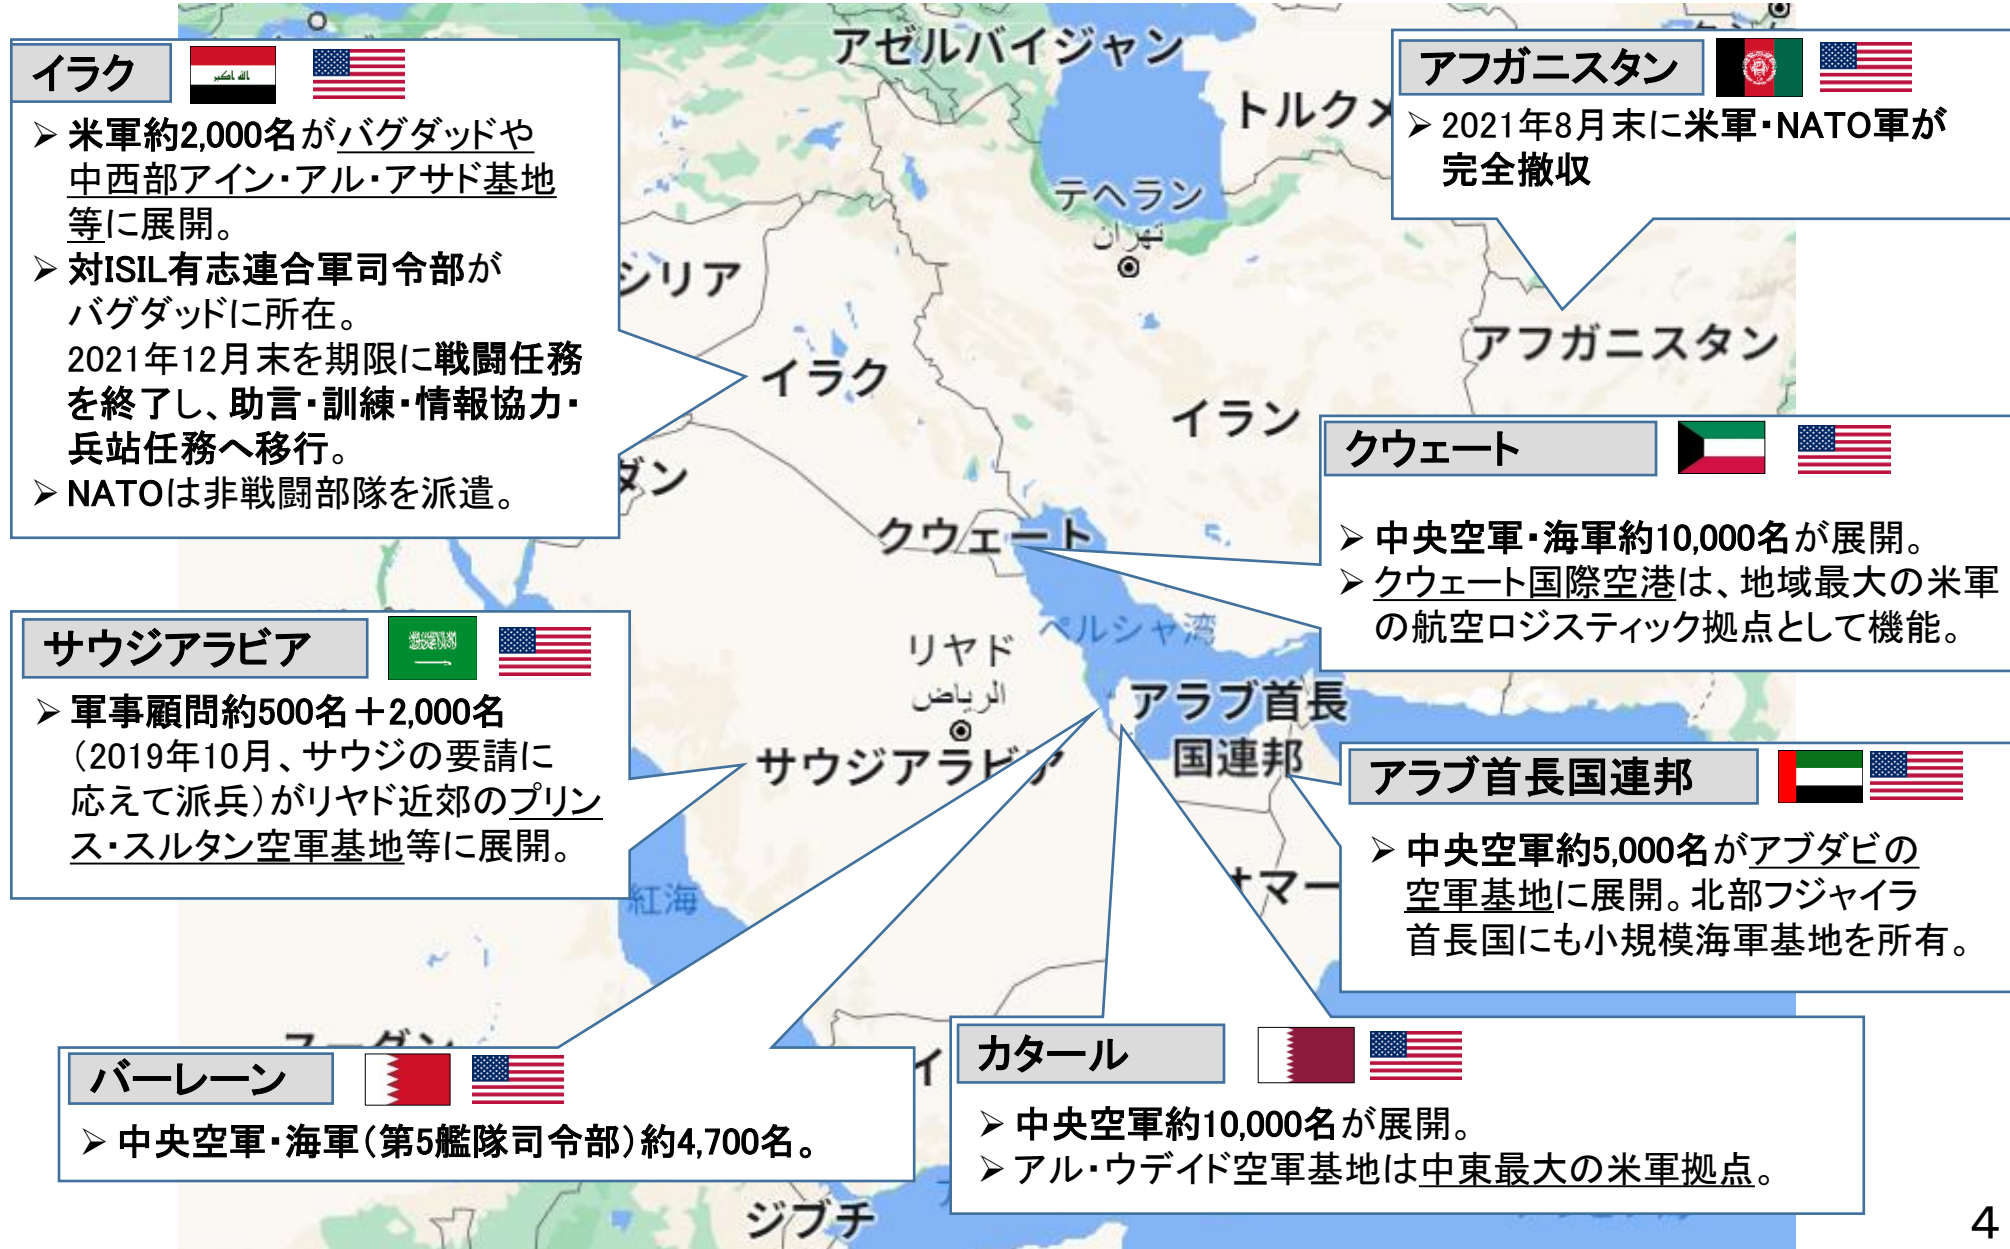 アゼルバイジャン
トルクメ
テヘラン
تهران
シリア
イラク
イラン
アフガニスタン
ダン
クウェート
ペルシャ湾
リヤド
الرياض
サウジアラビア
アラブ首長
国連邦
オマー
紅海
スーダン
イ
ジブチ
イラク
➢米軍約2,000名がバグダッドや
中西部アイン・アル・アサド基地
等に展開。
➢対ISIL有志連合軍司令部が
バグダッドに所在。
2021年12月末を期限に戦闘任務
を終了し、助言・訓練・情報協力・
兵站任務へ移行。
➢NATOは非戦闘部隊を派遣。
アフガニスタン
➢2021年8月末に米軍・NATO軍が
完全撤収
クウェート
➢中央空軍・海軍約10,000名が展開。
➢クウェート国際空港は、地域最大の米軍
の航空ロジスティック拠点として機能。
サウジアラビア
➢軍事顧問約500名＋2,000名
（2019年10月、サウジの要請に
応えて派兵）がリヤド近郊のプリン
ス・スルタン空軍基地等に展開。
アラブ首長国連邦
➢中央空軍約5,000名がアブダビの
空軍基地に展開。北部フジャイラ
首長国にも小規模海軍基地を所有。
バーレーン
➢中央空軍・海軍（第5艦隊司令部）約4,700名。
カタール
➢中央空軍約10,000名が展開。
➢アル・ウデイド空軍基地は中東最大の米軍拠点。
4